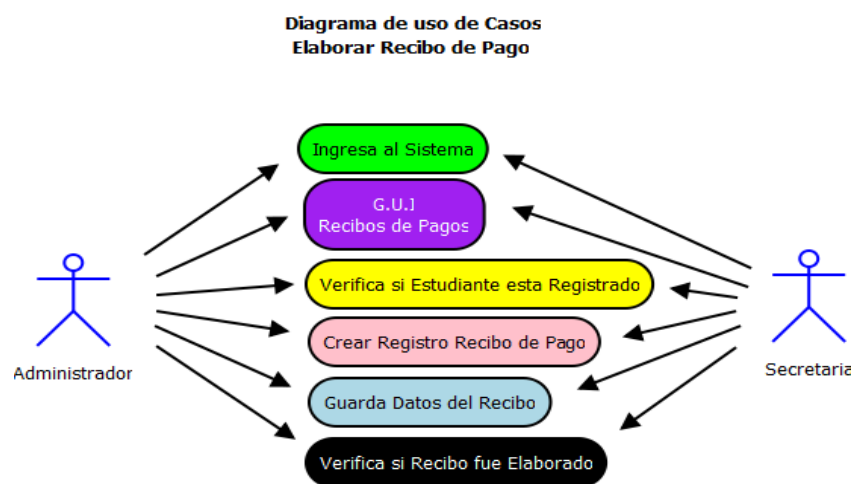 Diagrama de uso de Casos
Elaborar Recibo de Pago
Ingresa al Sistema
G.U.I
Recibos de Pagos
Verifica si Estudiante esta Registrado
Crear Registro Recibo de Pago
Administrador
Secretaria
Guarda Datos del Recibo
Verifica si Recibo fue Elaborado